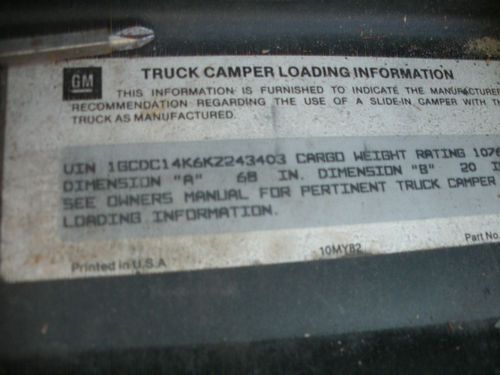 GM
TRUCK CAMPER LOADING INFORMATION
THIS INFORMATION IS FURNISHED TO INDICATE THE MANUFACTURER
RECOMMENDATION REGARDING THE USE OF A SLIDE-IN CAMPER WITH
TRUCK AS MANUFACTURED.
VIN 1GCDC14K6KZ243403 CARGO WEIGHT RATING 1076
DIMENSION "A" 68 IN. DIMENSION "B" 20
SEE OWNERS MANUAL FOR PERTINENT TRUCK CAMPER
LOADING INFORMATION.
10MY82
Part No.
Printed in U.S.A